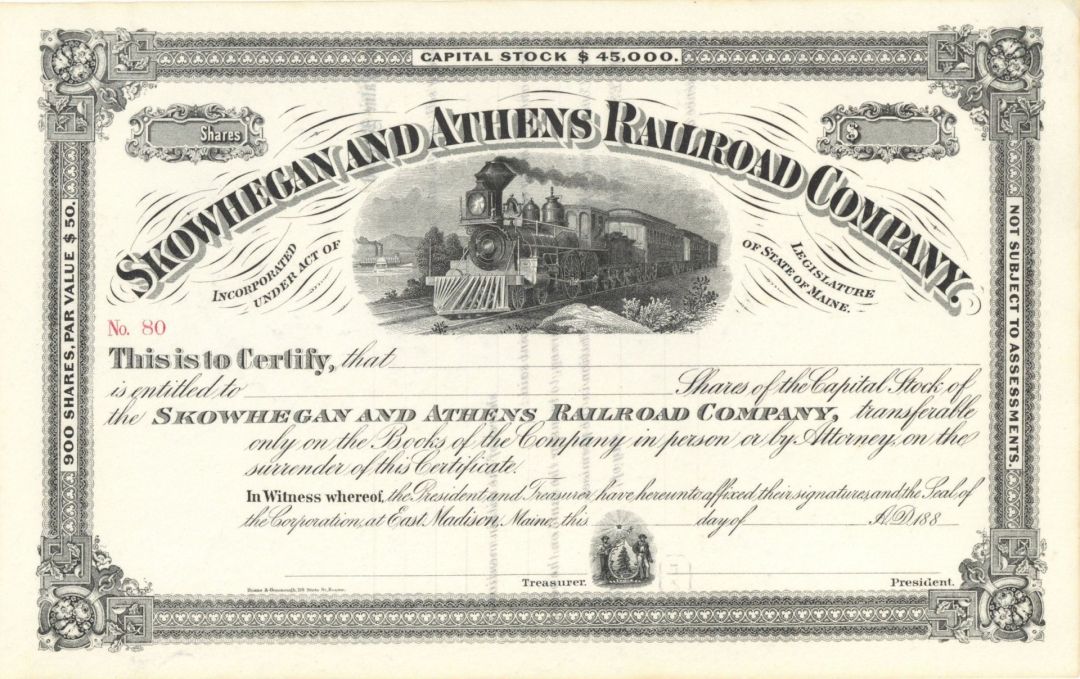 CAPITAL STOCK $ 45,000.
Shares
$
SKOWHEGAN AND ATHENS RAILROAD COMPANY.
INCORPORATED
UNDER ACT OF
LEGISLATURE
OF STATE OF MAINE.
900 SHARES, PAR VALUE $ 50.
NOT SUBJECT TO ASSESSMENTS.
No. 80
This is to Certify, that
is entitled to Shares of the Capital Stock of
the SKOWHEGAN AND ATHENS RAILROAD COMPANY, transferable
only on the Books of the Company in person or by Attorney, on the
surrender of this Certificate.
In Witness whereof, the President and Treasurer have hereunto affixed their signatures and the Seal of
the Corporation, at East Madison, Maine, this day of A.D. 188
Treasurer. President.
State St, Boston.